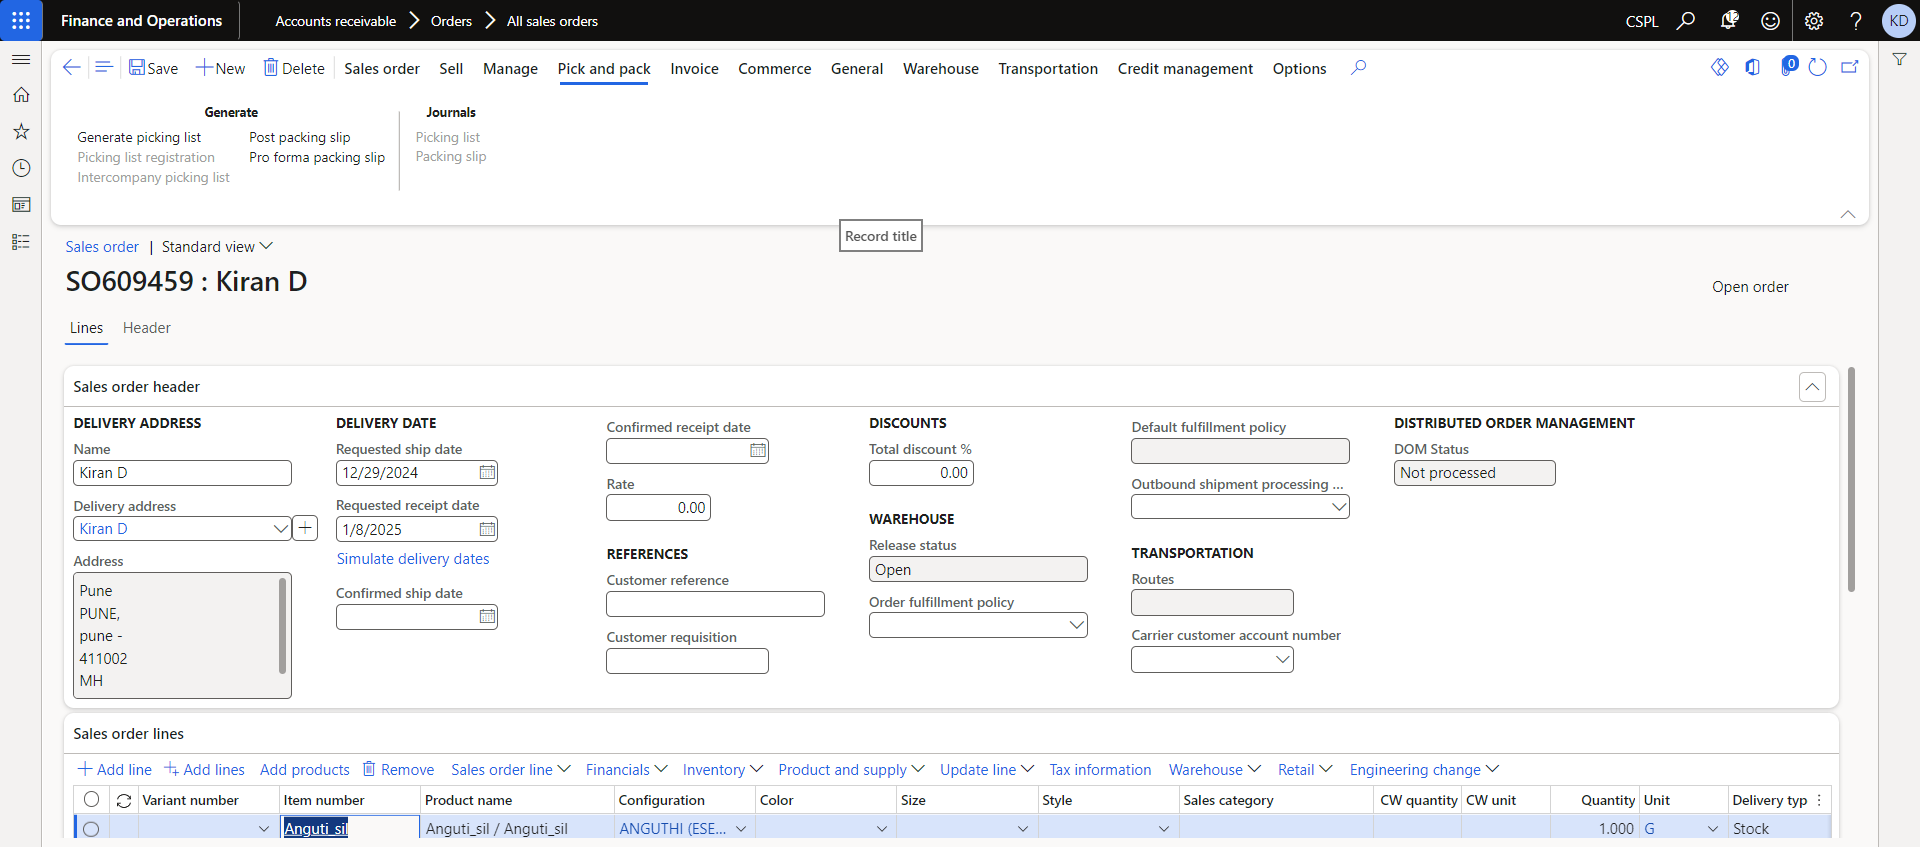 Finance and Operations
Accounts receivable
Orders
All sales orders
CSPL
12
KD
Save
New
Delete
Sales order
Sell
Manage
Pick and pack
Invoice
Commerce
General
Warehouse
Transportation
Credit management
Options
0
Generate
Generate picking list
Picking list registration
Intercompany picking list
Post packing slip
Pro forma packing slip
Journals
Picking list
Packing slip
Record title
Sales order | Standard view
SO609459 : Kiran D
Open order
Lines
Header
Sales order header
DELIVERY ADDRESS
Name
Kiran D
Delivery address
Kiran D
Address
Pune
PUNE,
pune -
411002
MH
DELIVERY DATE
Requested ship date
12/29/2024
Requested receipt date
1/8/2025
Simulate delivery dates
Confirmed ship date
Confirmed receipt date
Rate
0.00
REFERENCES
Customer reference
Customer requisition
DISCOUNTS
Total discount %
0.00
WAREHOUSE
Release status
Open
Order fulfillment policy
Default fulfillment policy
Outbound shipment processing ...
TRANSPORTATION
Routes
Carrier customer account number
DISTRIBUTED ORDER MANAGEMENT
DOM Status
Not processed
Sales order lines
Add line
Add lines
Add products
Remove
Sales order line
Financials
Inventory
Product and supply
Update line
Tax information
Warehouse
Retail
Engineering change
Variant number
Item number
Product name
Configuration
Color
Size
Style
Sales category
CW quantity
CW unit
Quantity
Unit
Delivery typ
Anguti_sil
Anguti_sil / Anguti_sil
ANGUTHI (ESE...
1.000
G
Stock